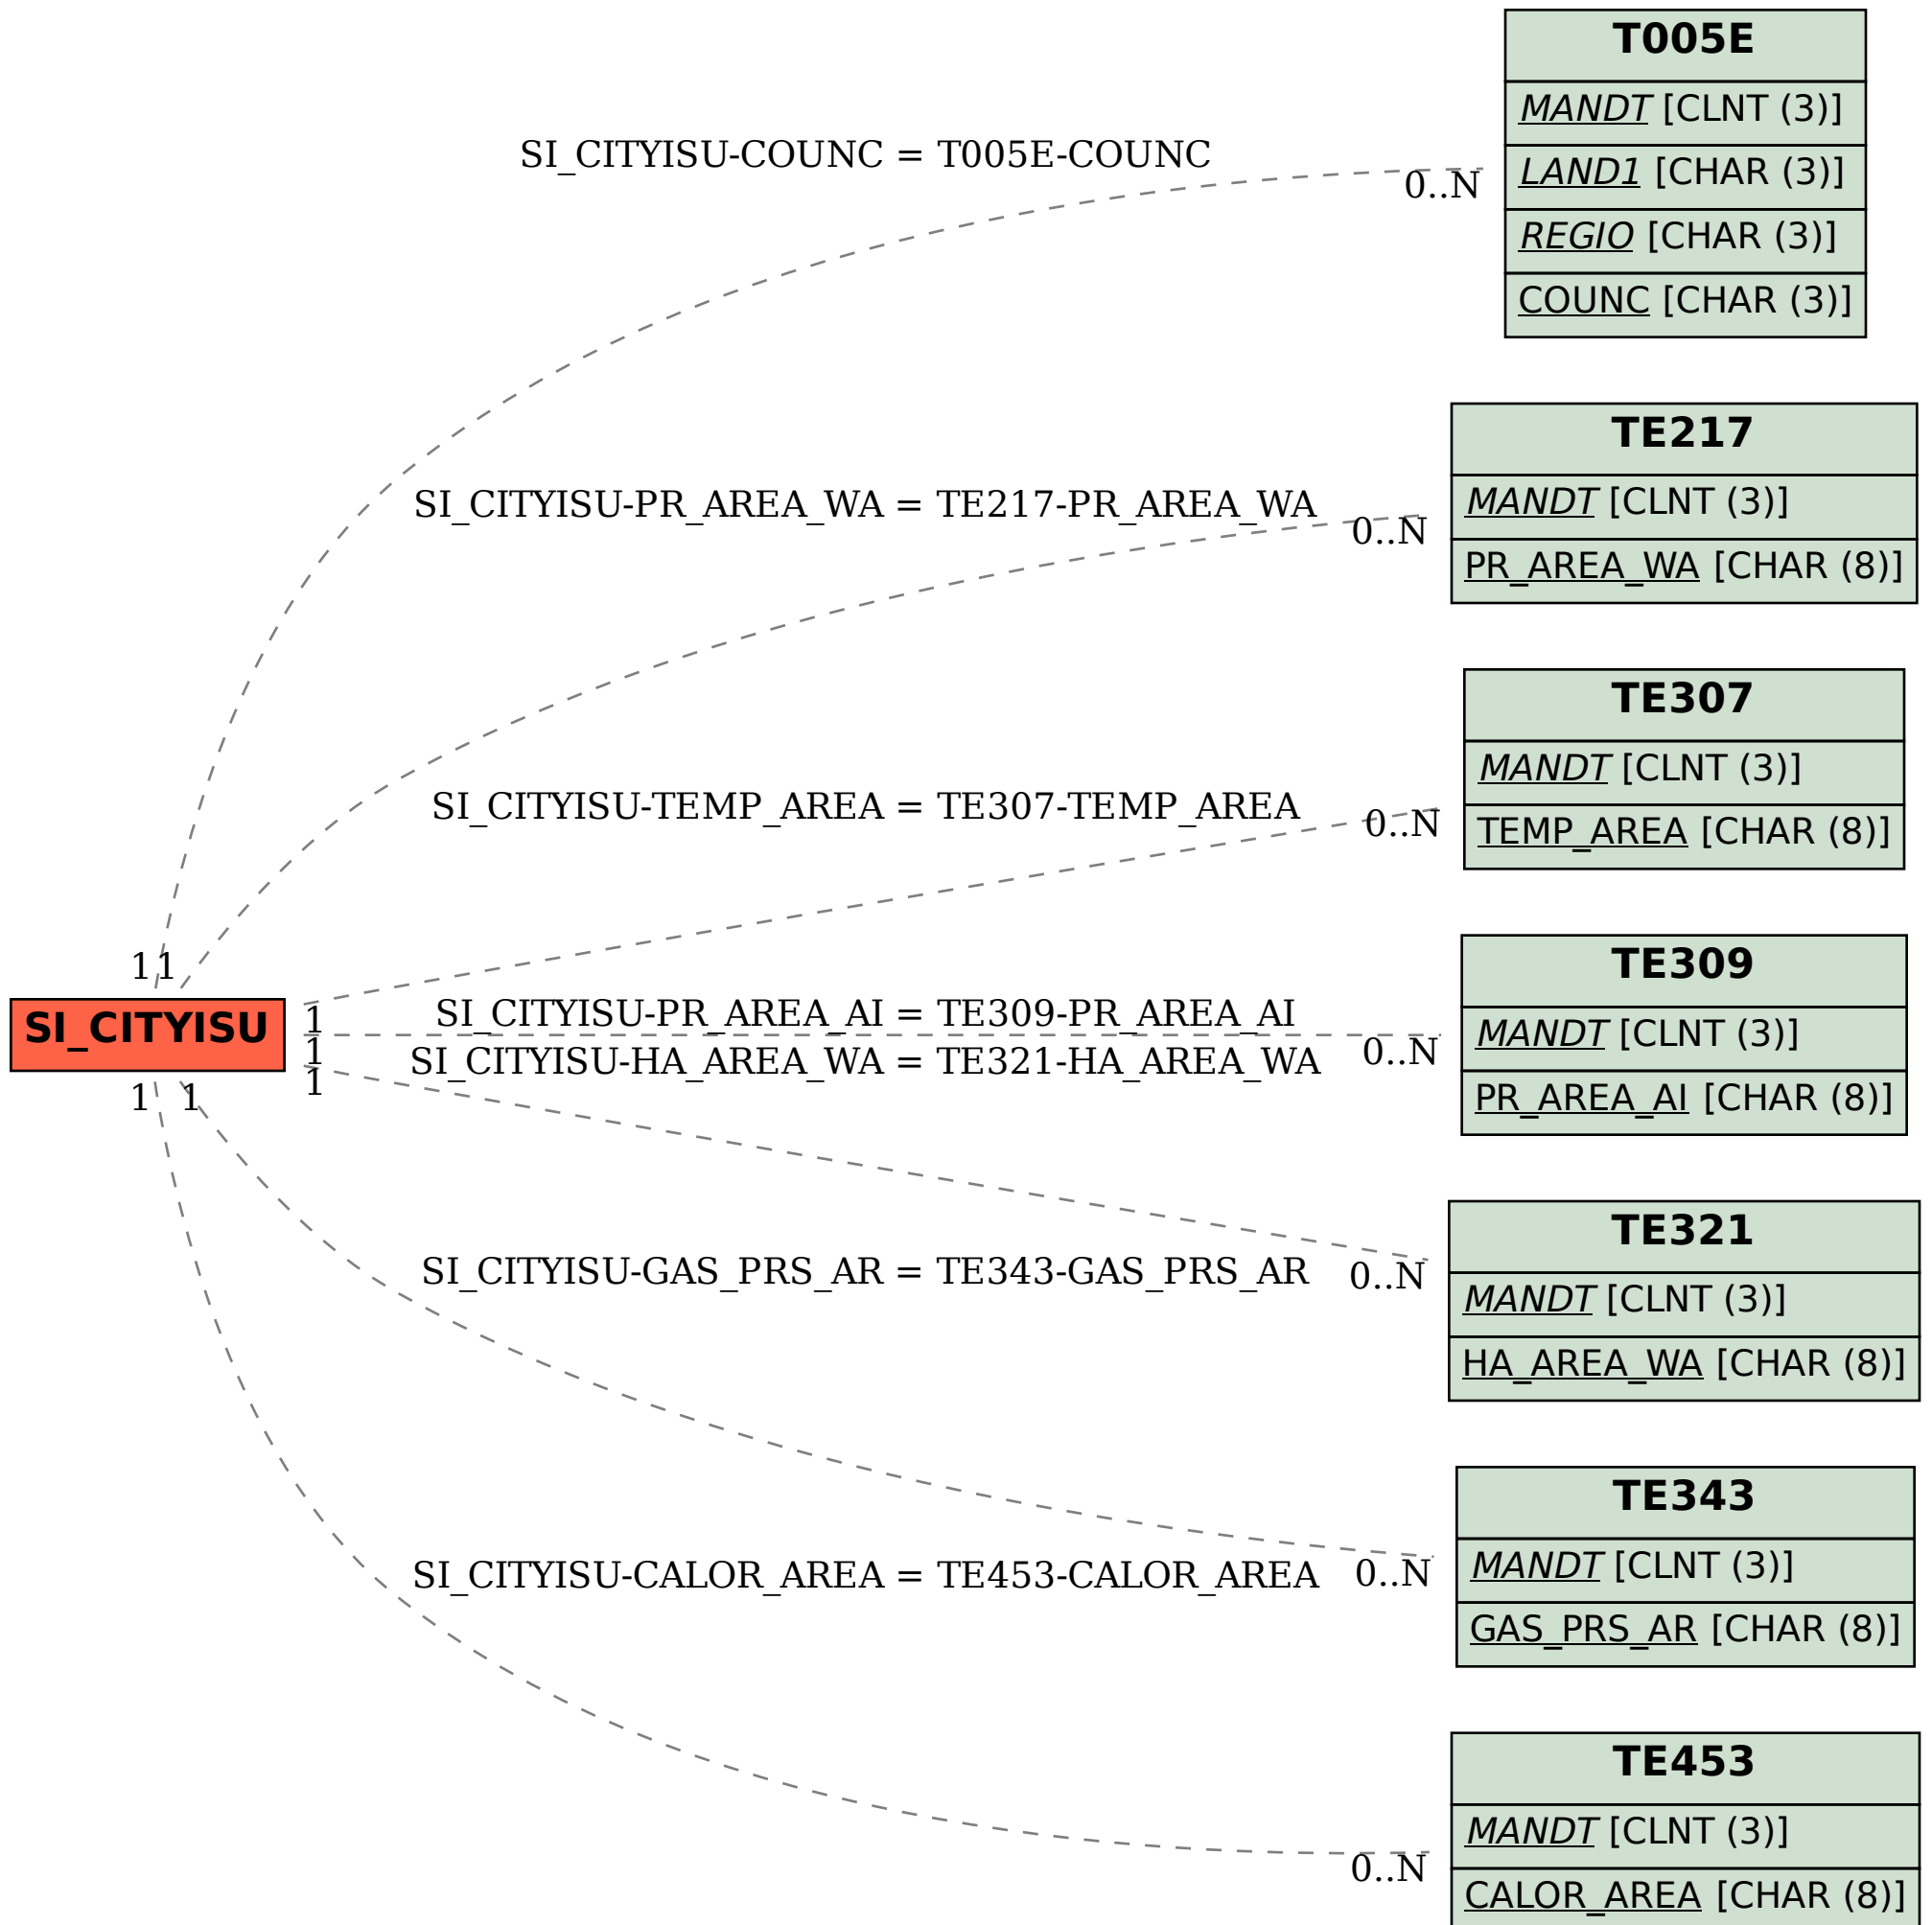 T005E
MANDT [CLNT (3)]
LAND1 [CHAR (3)]
REGIO [CHAR (3)]
COUNC [CHAR (3)]
SI_CITYISU-COUNC = T005E-COUNC
0..N
TE217
MANDT [CLNT (3)]
PR_AREA_WA [CHAR (8)]
SI_CITYISU-PR_AREA_WA = TE217-PR_AREA_WA
0..N
TE307
MANDT [CLNT (3)]
TEMP_AREA [CHAR (8)]
SI_CITYISU-TEMP_AREA = TE307-TEMP_AREA
0..N
1
1
SI_CITYISU
1
1
1
1
1
SI_CITYISU-PR_AREA_AI = TE309-PR_AREA_AI
0..N
TE309
MANDT [CLNT (3)]
PR_AREA_AI [CHAR (8)]
SI_CITYISU-HA_AREA_WA = TE321-HA_AREA_WA
0..N
TE321
MANDT [CLNT (3)]
HA_AREA_WA [CHAR (8)]
SI_CITYISU-GAS_PRS_AR = TE343-GAS_PRS_AR
0..N
TE343
MANDT [CLNT (3)]
GAS_PRS_AR [CHAR (8)]
SI_CITYISU-CALOR_AREA = TE453-CALOR_AREA
0..N
TE453
MANDT [CLNT (3)]
CALOR_AREA [CHAR (8)]